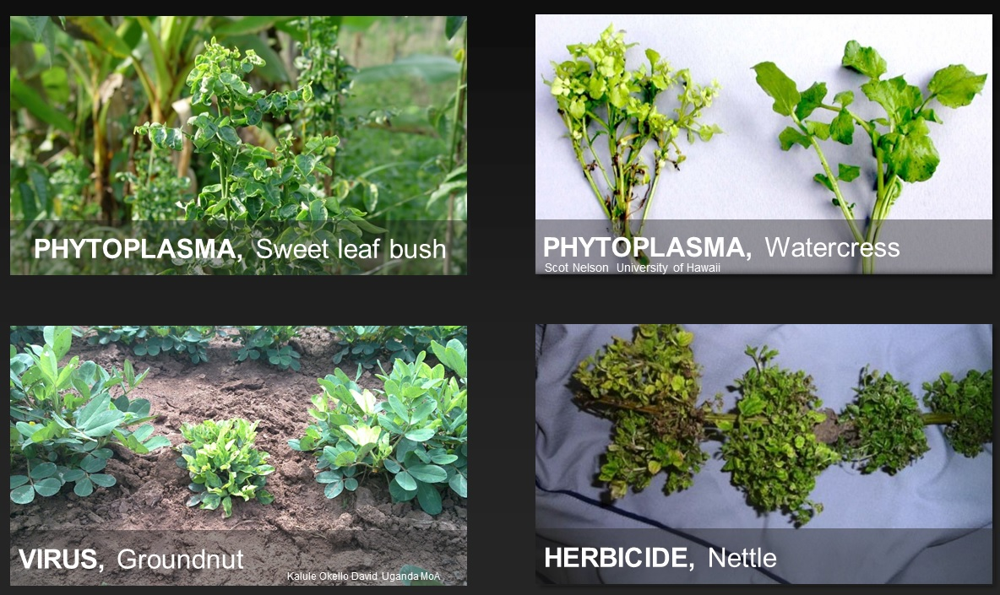 PHYTOPLASMA, Sweet leaf bush
PHYTOPLASMA, Watercress
Scot Nelson University of Hawaii
VIRUS, Groundnut
Kalule Okello David Uganda MoA
HERBICIDE, Nettle